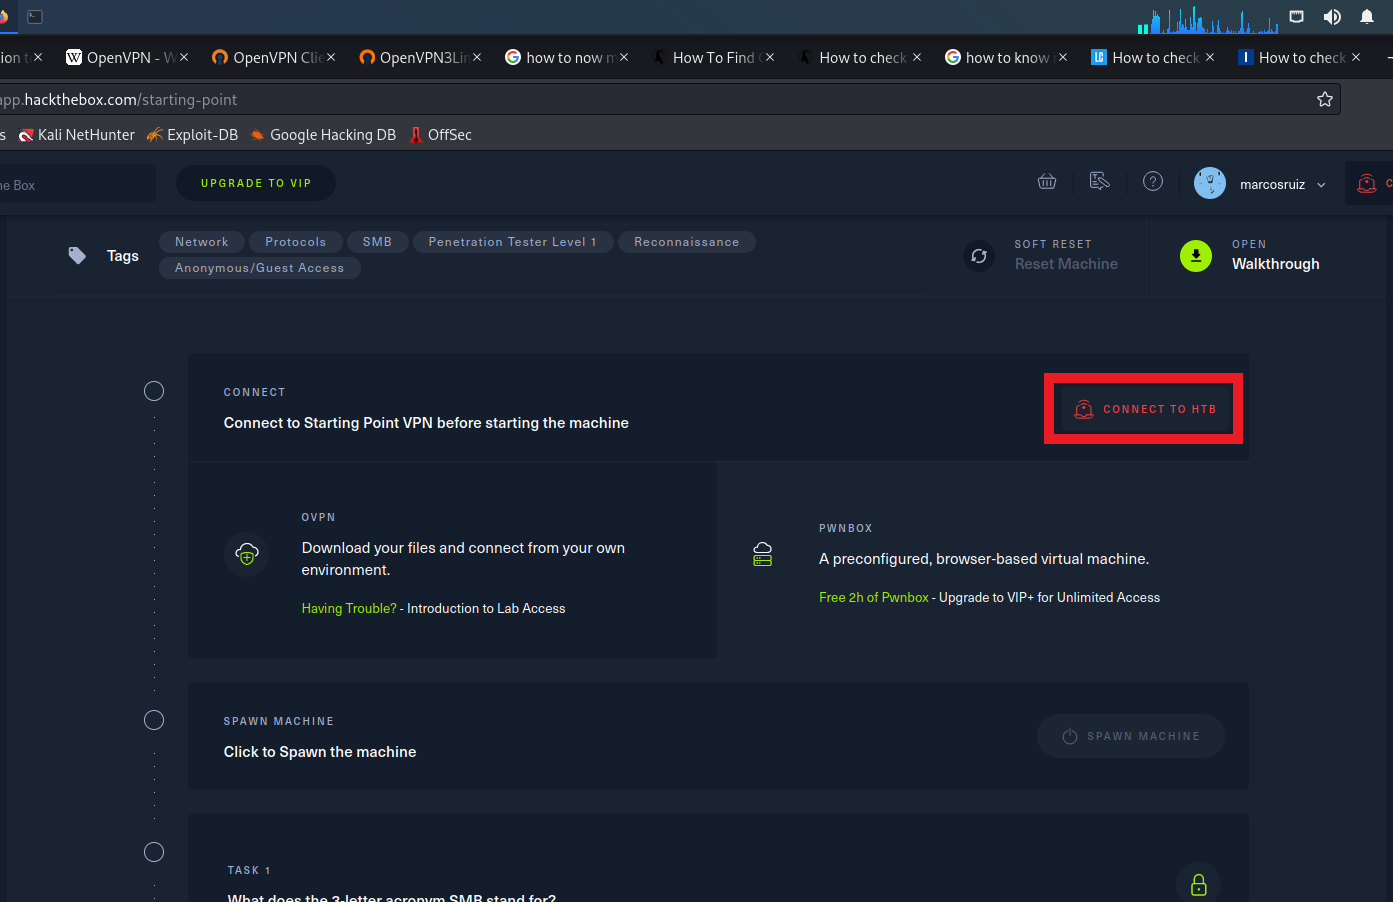 ion t
OpenVPN - W
OpenVPN Clie
OpenVPN3Lin
how to now m
How To Find
How to check
how to know
How to check
How to check
app.hackthebox.com/starting-point
s Kali NetHunter Exploit-DB Google Hacking DB OffSec
he Box
UPGRADE TO VIP
marcosruiz
C
Tags
Network Protocols SMB Penetration Tester Level 1 Reconnaissance
Anonymous/Guest Access
SOFT RESET
Reset Machine
OPEN
Walkthrough
CONNECT
Connect to Starting Point VPN before starting the machine
CONNECT TO HTB
OVPN
Download your files and connect from your own
environment.
Having Trouble? - Introduction to Lab Access
PWNBOX
A preconfigured, browser-based virtual machine.
Free 2h of Pwnbox - Upgrade to VIP+ for Unlimited Access
SPAWN MACHINE
Click to Spawn the machine
SPAWN MACHINE
TASK 1
What does the 3-letter acronym SMB stand for?